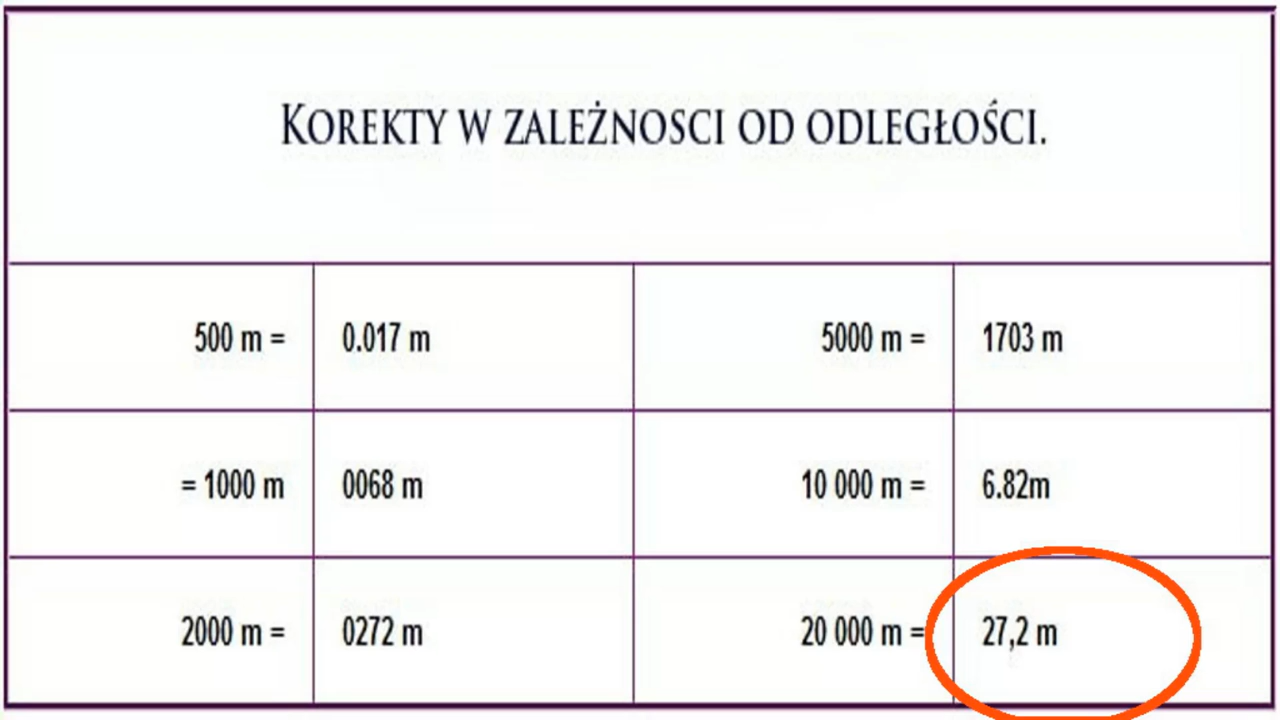 KOREKTY W ZALEŻNOSCI OD ODLEGŁOŚCI.
500 m = 0.017 m 5000 m = 1703 m
= 1000 m 0068 m 10 000 m = 6.82m
2000 m = 0272 m 20 000 m = 27,2 m